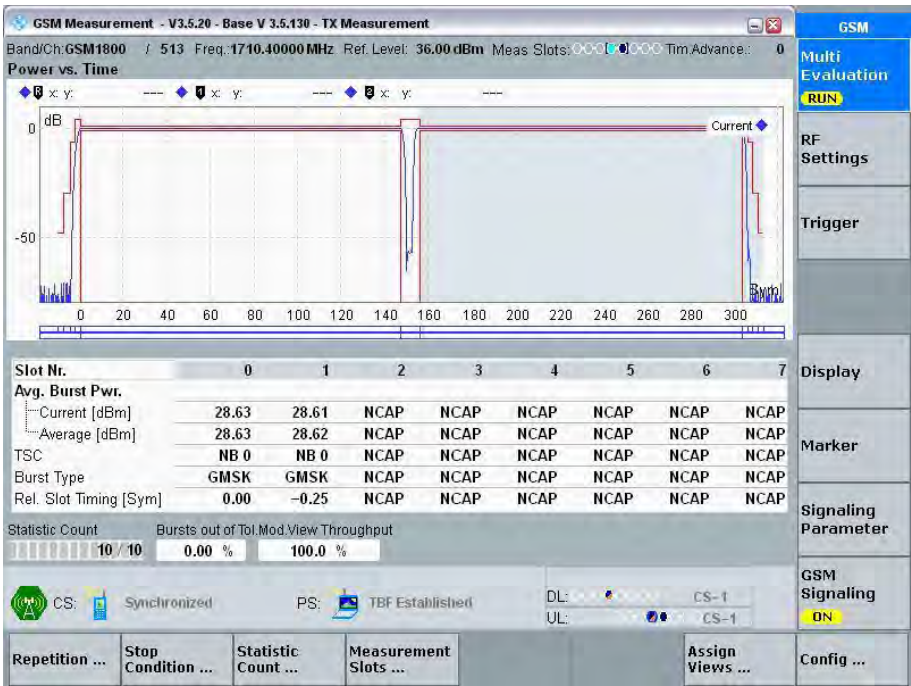 GSM Measurement - V3.5.20 - Base V 3.5.130 - TX Measurement
GSM
Band/Ch:GSM1800 / 513 Freq.:1710.40000 MHz Ref. Level: 36.00 dBm Meas Slots: Tim.Advance.: 0
Power vs. Time
Multi Evaluation
RUN
R x: y: --- 1 x: y: --- 2 x: y: ---
dB
Current
0
-50
Sym
0 20 40 60 80 100 120 140 160 180 200 220 240 260 280 300
RF Settings
Trigger
Slot Nr. 0 1 2 3 4 5 6 7
Avg. Burst Pwr.
Current [dBm] 28.63 28.61 NCAP NCAP NCAP NCAP NCAP NCAP
Average [dBm] 28.63 28.62 NCAP NCAP NCAP NCAP NCAP NCAP
TSC NB 0 NB 0 NCAP NCAP NCAP NCAP NCAP NCAP
Burst Type GMSK GMSK NCAP NCAP NCAP NCAP NCAP NCAP
Rel. Slot Timing [Sym] 0.00 -0.25 NCAP NCAP NCAP NCAP NCAP NCAP
Display
Marker
Signaling Parameter
Statistic Count Bursts out of Tol. Mod.View Throughput
10 / 10 0.00 % 100.0 %
CS: Synchronized PS: TBF Established
DL: CS-1
UL: CS-1
GSM Signaling
ON
Repetition ...
Stop Condition ...
Statistic Count ...
Measurement Slots ...
Assign Views ...
Config ...